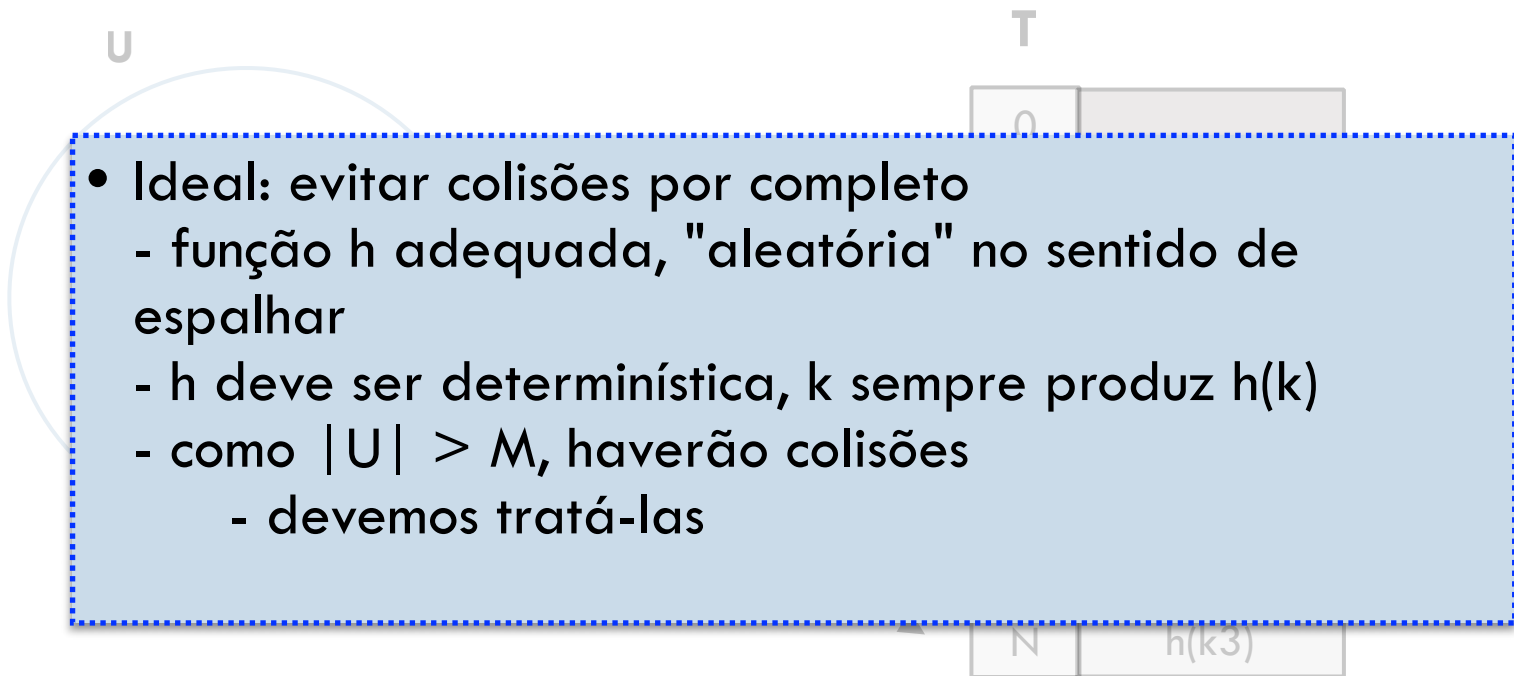 U
T
0
• Ideal: evitar colisões por completo
- função h adequada, "aleatória" no sentido de
espalhar
- h deve ser determinística, k sempre produz h(k)
- como |U| > M, haverão colisões
- devemos tratá-las
N h(k3)